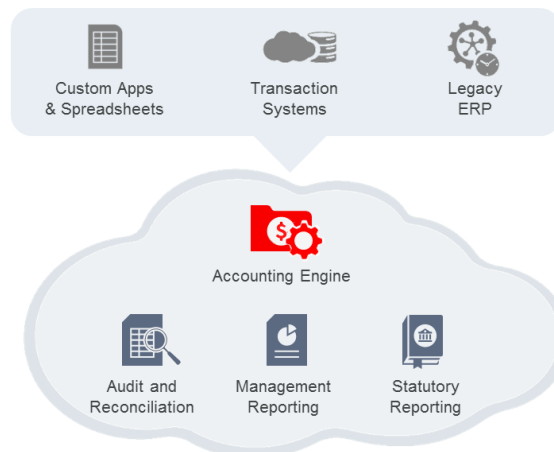 Custom Apps
& Spreadsheets
Transaction
Systems
Legacy
ERP
$
Accounting Engine
Audit and
Reconciliation
Management
Reporting
Statutory
Reporting